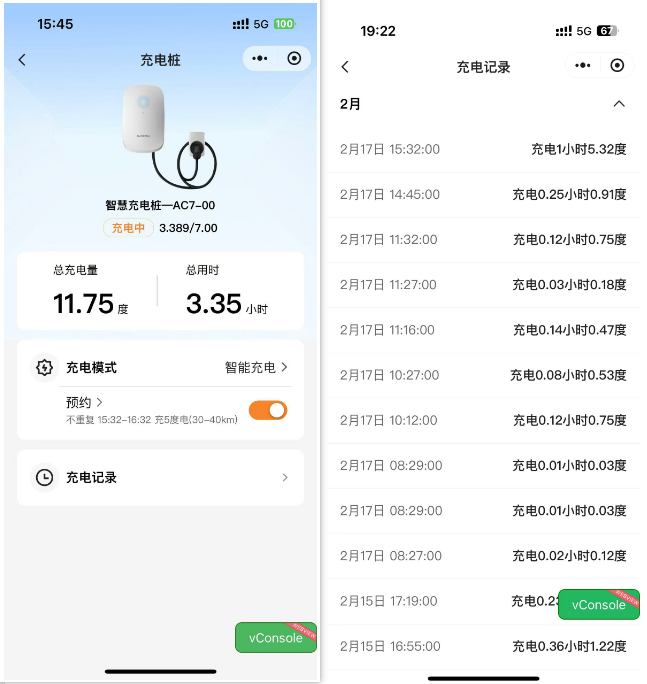 15:45
5G
100
充电桩
智慧充电桩—AC7-00
充电中 3.389/7.00
总充电量
总用时
11.75 度
3.35 小时
充电模式
智能充电
预约
不重复 15:32-16:32 充5度电(30-40km)
充电记录
vConsole
19:22
5G
67
充电记录
2月
2月17日 15:32:00 充电1小时5.32度
2月17日 14:45:00 充电0.25小时0.91度
2月17日 11:32:00 充电0.12小时0.75度
2月17日 11:27:00 充电0.03小时0.18度
2月17日 11:16:00 充电0.14小时0.47度
2月17日 10:27:00 充电0.08小时0.53度
2月17日 10:12:00 充电0.12小时0.75度
2月17日 08:29:00 充电0.01小时0.03度
2月17日 08:29:00 充电0.01小时0.03度
2月17日 08:27:00 充电0.02小时0.12度
2月15日 17:19:00 充电0.2
vConsole
2月15日 16:55:00 充电0.36小时1.22度